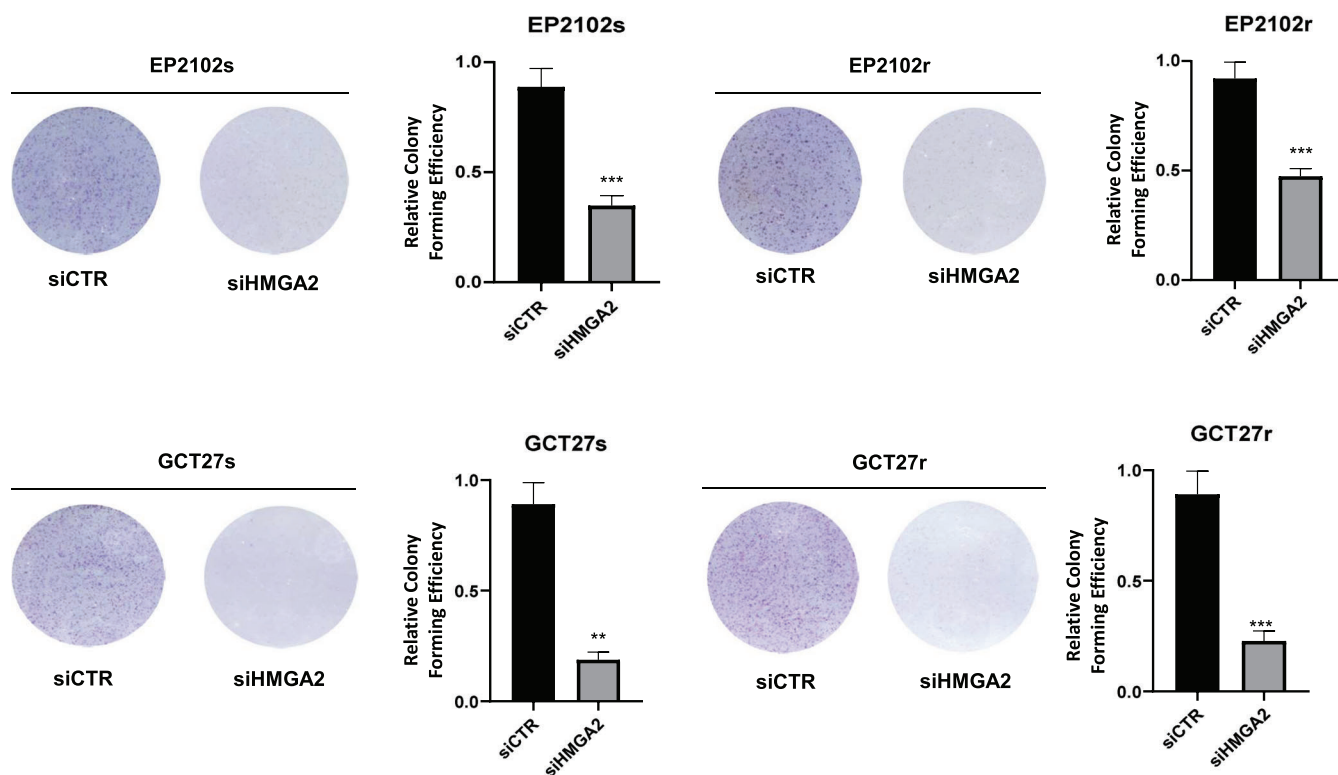 EP2102s
siCTR
siHMGA2
EP2102s
Relative Colony
Forming Efficiency
1.0
0.5
0.0
***
siCTR
siHMGA2
EP2102r
siCTR
siHMGA2
EP2102r
Relative Colony
Forming Efficiency
1.0
0.5
0.0
***
siCTR
siHMGA2
GCT27s
siCTR
siHMGA2
GCT27s
Relative Colony
Forming Efficiency
1.0
0.5
0.0
**
siCTR
siHMGA2
GCT27r
siCTR
siHMGA2
GCT27r
Relative Colony
Forming Efficiency
1.0
0.5
0.0
***
siCTR
siHMGA2